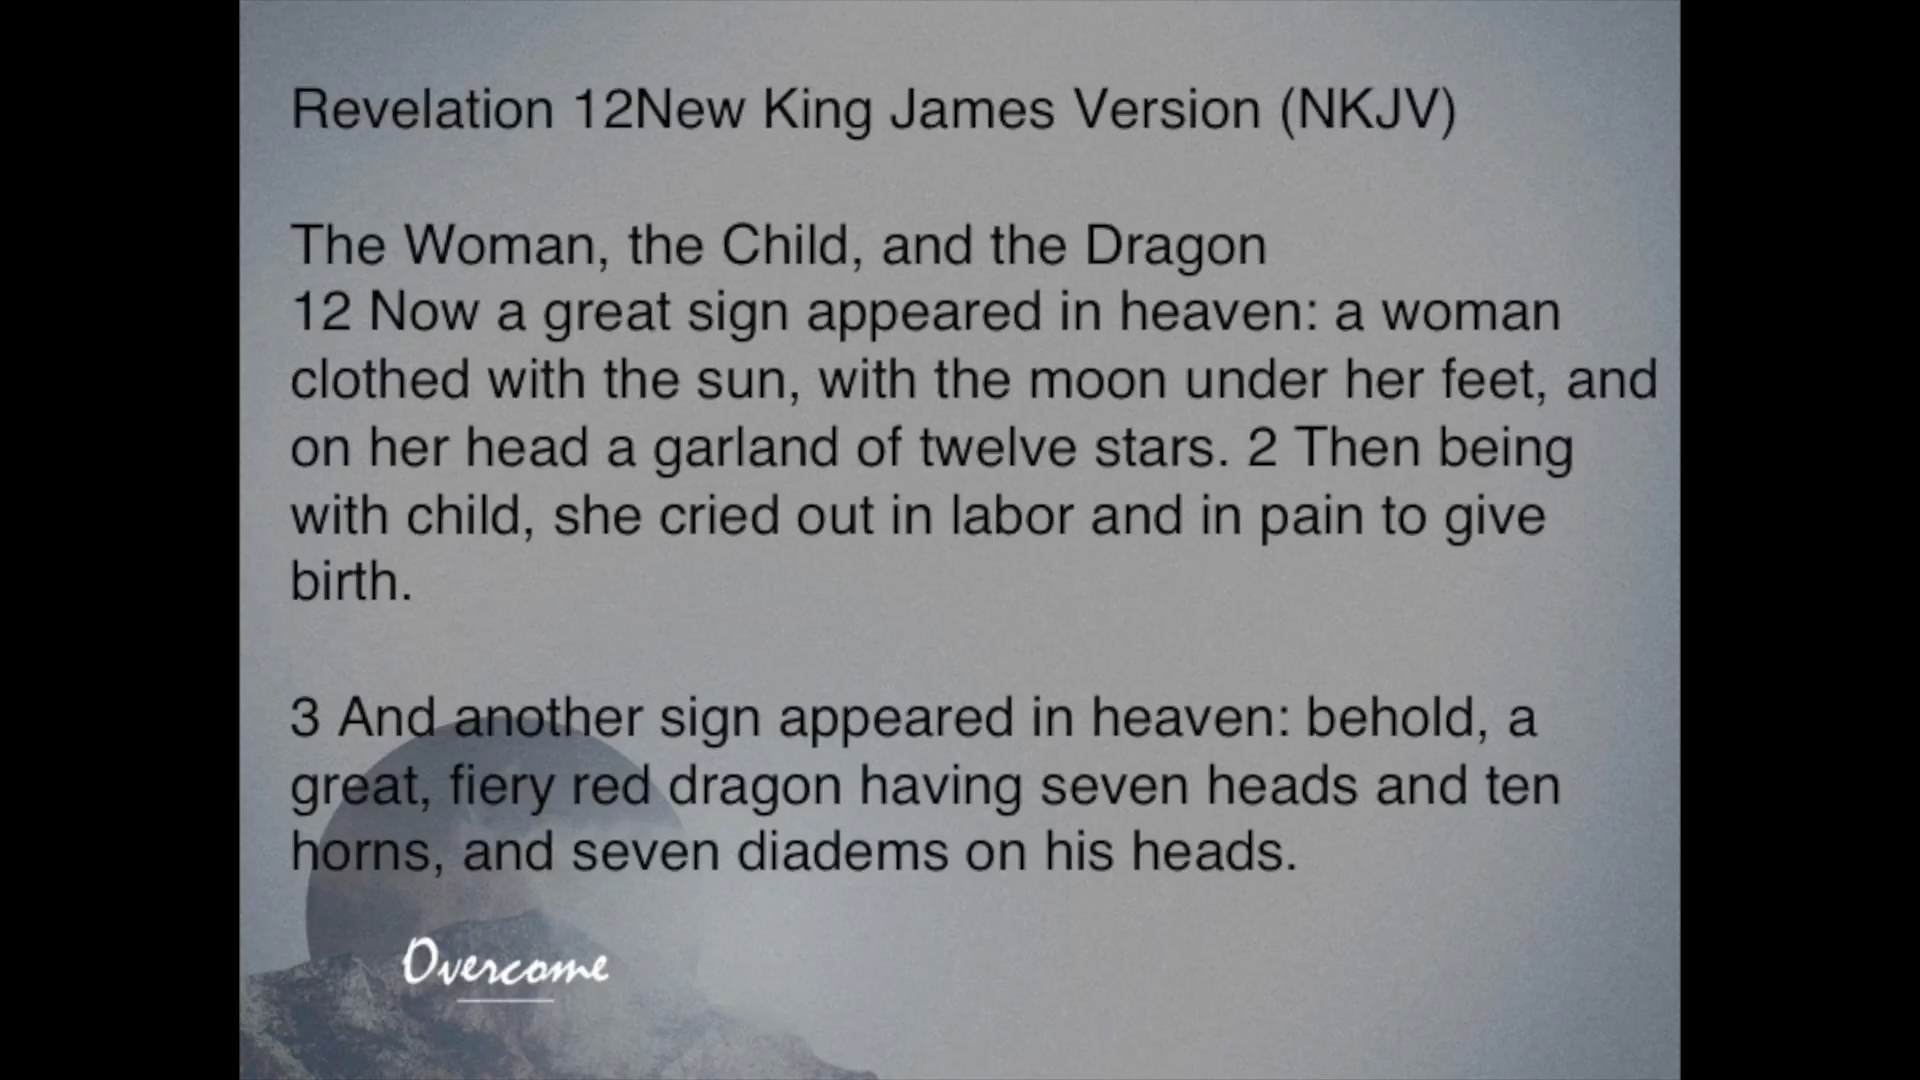 Revelation 12New King James Version (NKJV)
The Woman, the Child, and the Dragon
12 Now a great sign appeared in heaven: a woman
clothed with the sun, with the moon under her feet, and
on her head a garland of twelve stars. 2 Then being
with child, she cried out in labor and in pain to give
birth.
3 And another sign appeared in heaven: behold, a
great, fiery red dragon having seven heads and ten
horns, and seven diadems on his heads.
Overcome